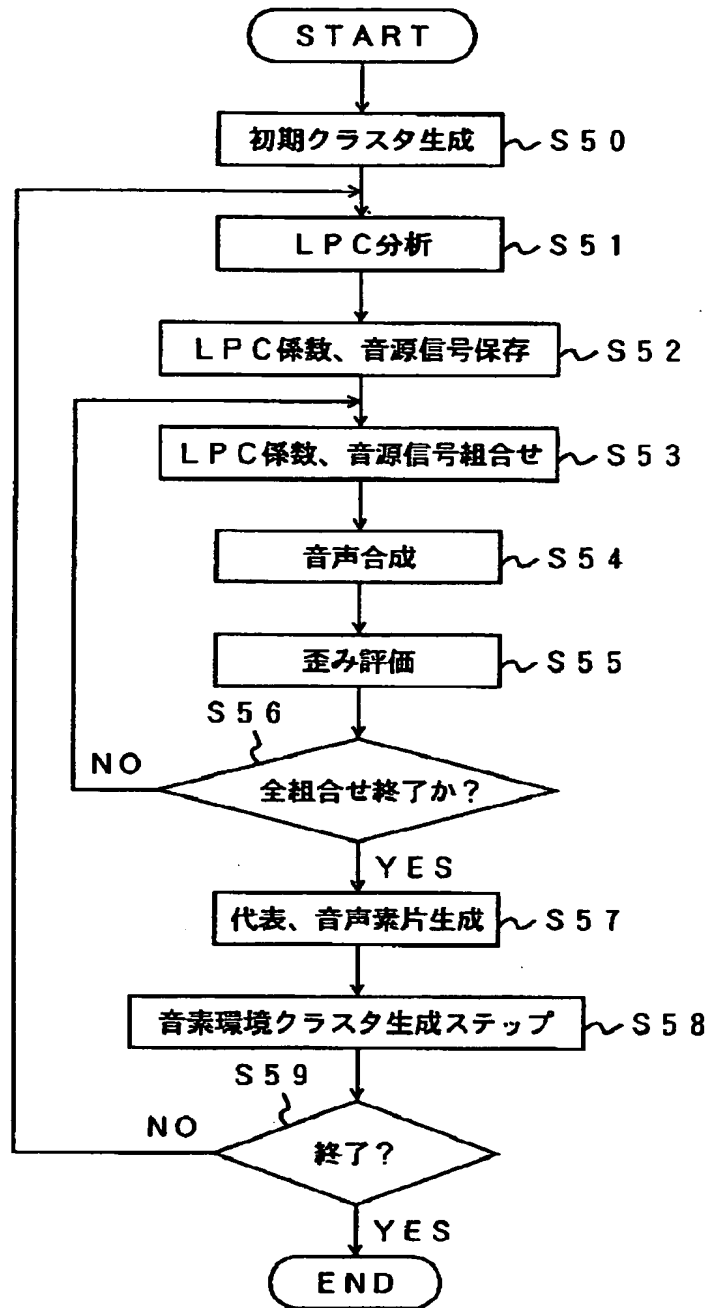 START
初期クラスタ生成
S50
LPC分析
S51
LPC係数、音源信号保存
S52
LPC係数、音源信号組合せ
S53
音声合成
S54
歪み評価
S55
S56
NO
全組合せ終了か?
YES
代表、音声素片生成
S57
音素環境クラスタ生成ステップ
S58
S59
NO
終了?
YES
END